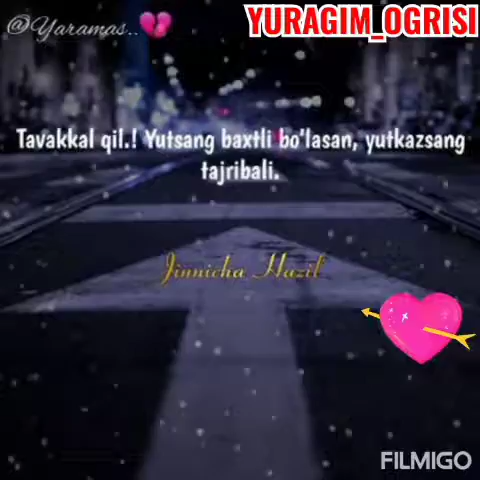 @Yaramas..💔
YURAGIM_OGRISI
Tavakkal qil.! Yutsang baxtli bo'lasan, yutkazsang
tajribali.
Jinnicha Hazil
FILMIGO